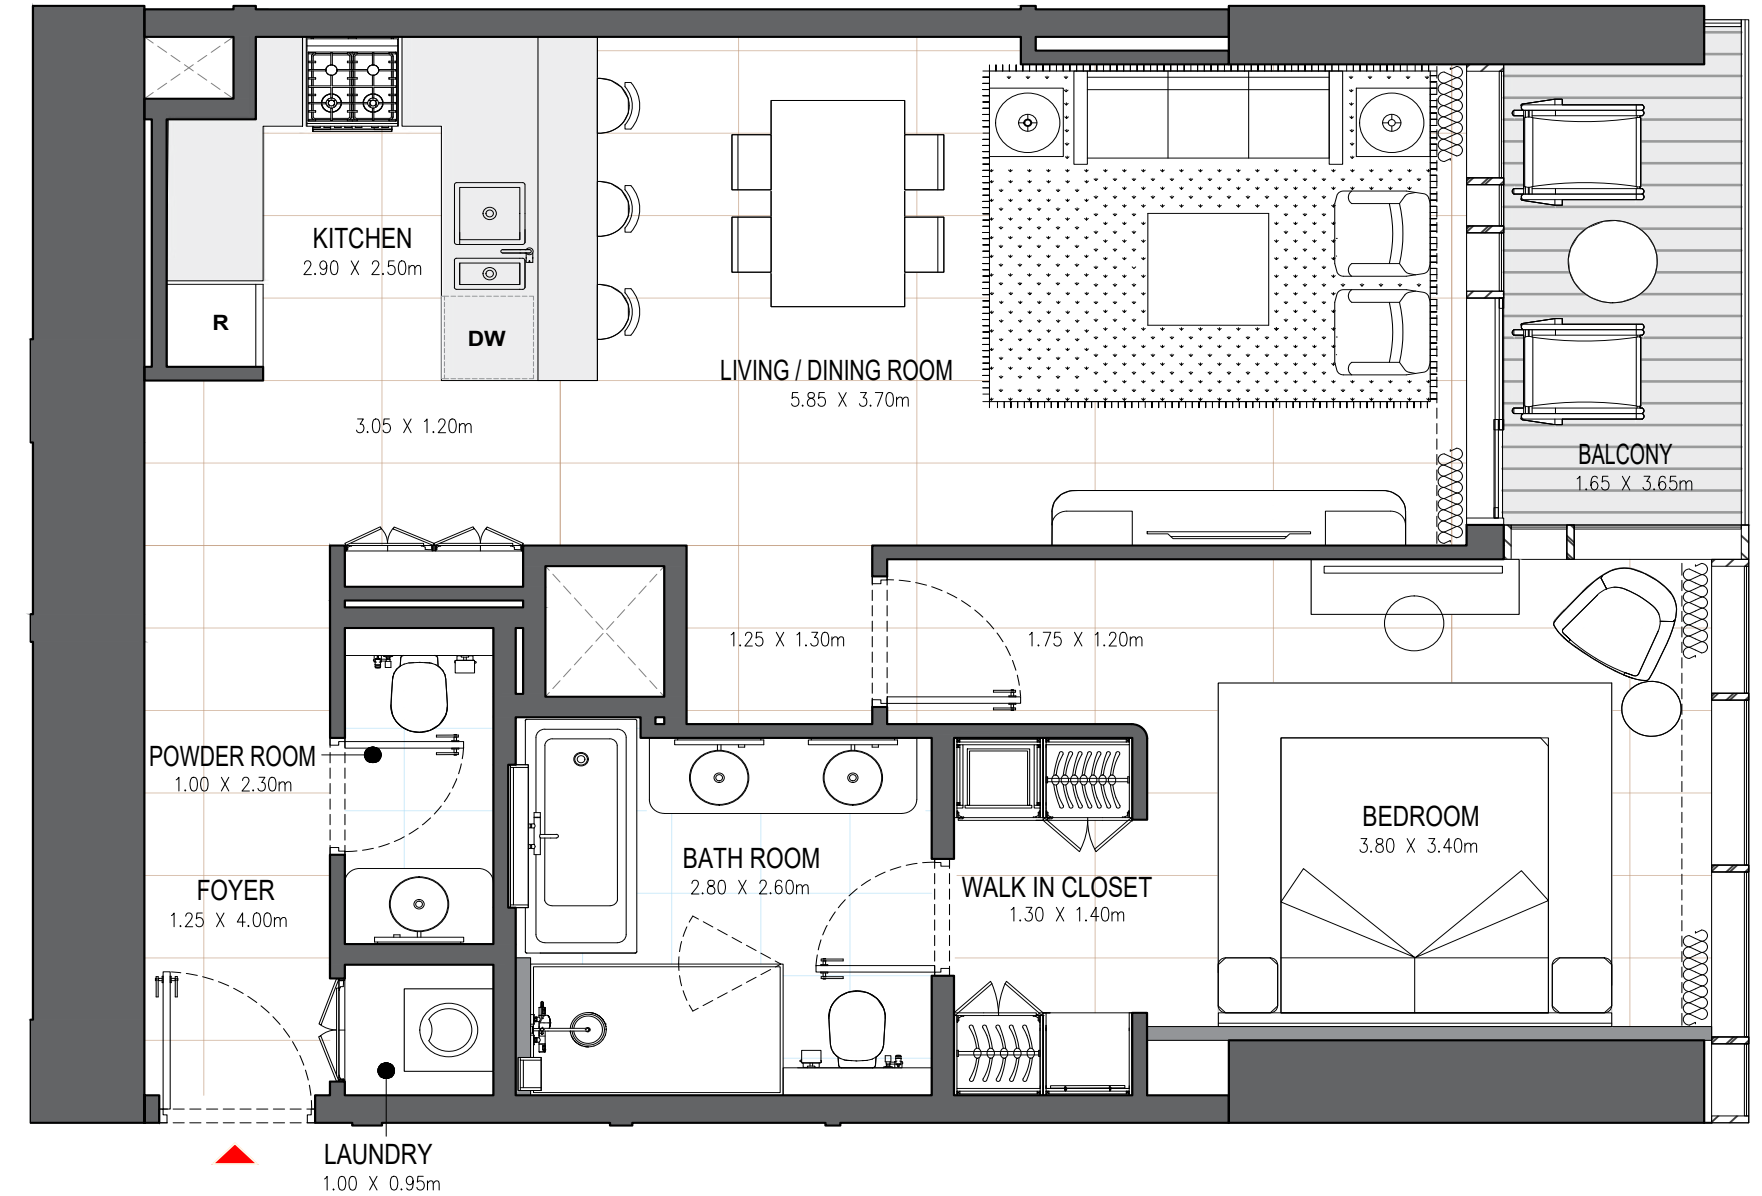 KITCHEN
2.90 X 2.50m
R
DW
LIVING / DINING ROOM
5.85 X 3.70m
3.05 X 1.20m
BALCONY
1.65 X 3.65m
1.25 X 1.30m
1.75 X 1.20m
POWDER ROOM
1.00 X 2.30m
BEDROOM
3.80 X 3.40m
BATH ROOM
2.80 X 2.60m
WALK IN CLOSET
1.30 X 1.40m
FOYER
1.25 X 4.00m
LAUNDRY
1.00 X 0.95m